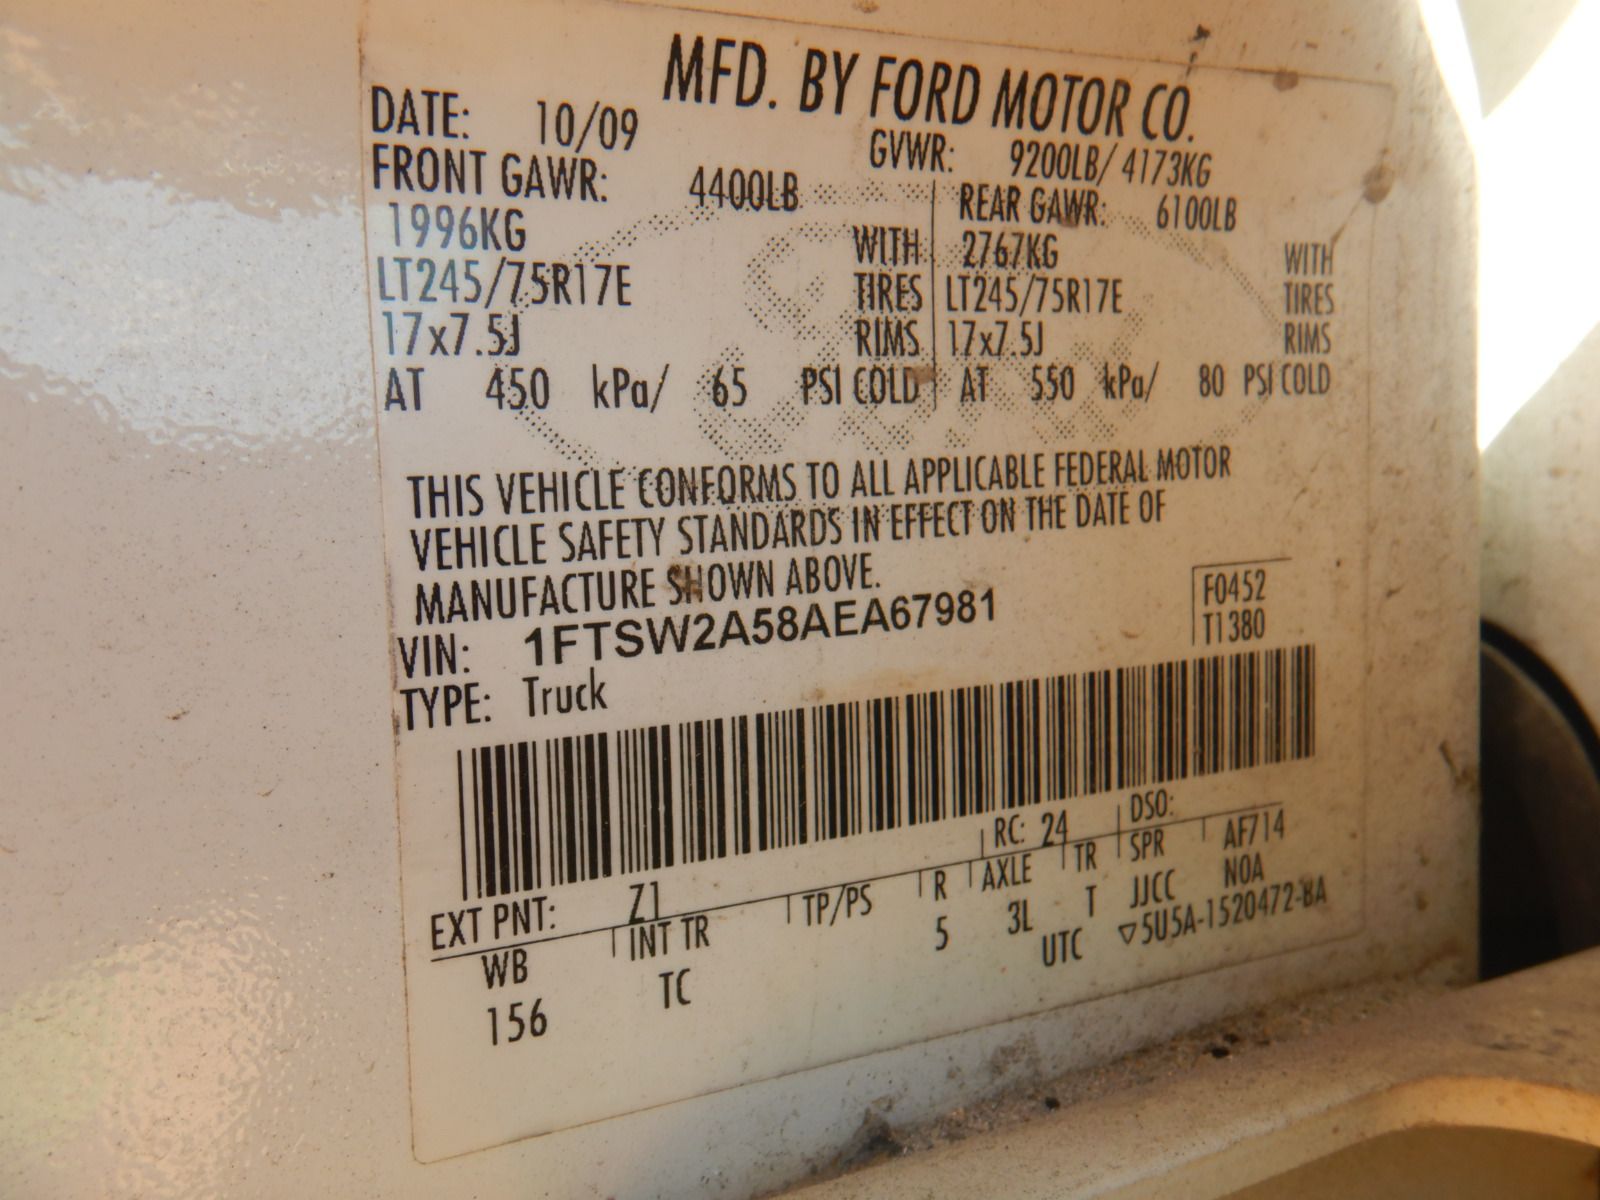 MFD. BY FORD MOTOR CO.
DATE: 10/09 GVWR: 9200LB/ 4173KG
FRONT GAWR: 4400LB REAR GAWR: 6100LB
1996KG WITH 2767KG WITH
LT245/75R17E TIRES LT245/75R17E TIRES
17x7.5J RIMS 17x7.5J RIMS
AT 450 kPa/ 65 PSI COLD AT 550 kPa/ 80 PSI COLD
THIS VEHICLE CONFORMS TO ALL APPLICABLE FEDERAL MOTOR
VEHICLE SAFETY STANDARDS IN EFFECT ON THE DATE OF
MANUFACTURE SHOWN ABOVE.
VIN: 1FTSW2A58AEA67981 F0452
TYPE: Truck T1380
EXT PNT: Z1 RC: 24 DSO:
WB INT TR TP/PS R AXLE TR SPR AF714
156 TC 5 3L T JJCC NOA
UTC ▽5U5A-1520472-BA